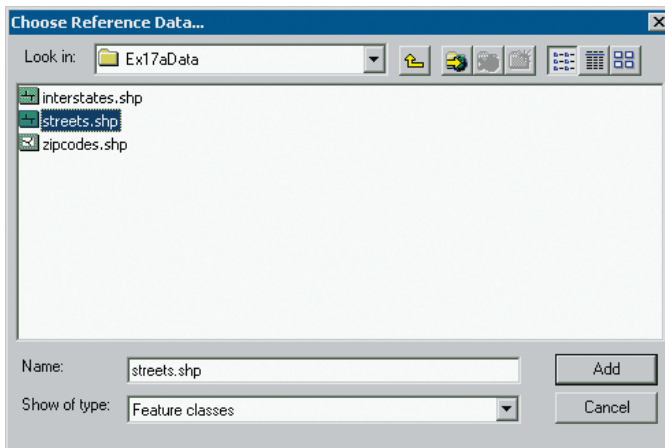 Choose Reference Data...
Look in: Ex17aData
interstates.shp
streets.shp
zipcodes.shp
Name: streets.shp Add
Show of type: Feature classes Cancel